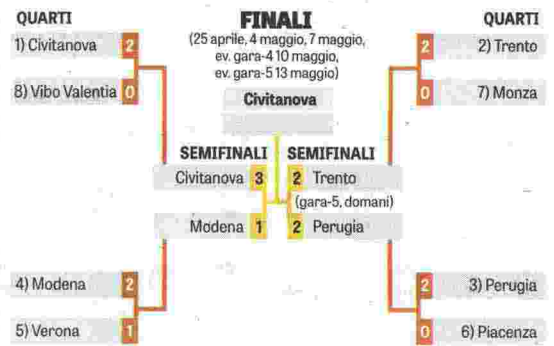 QUARTI
FINALI
QUARTI
(25 aprile, 4 maggio, 7 maggio,
ev. gara-4 10 maggio,
ev. gara-5 13 maggio)
1) Civitanova 2
8) Vibo Valentia 0
2 2) Trento
0 7) Monza
Civitanova
SEMIFINALI
SEMIFINALI
Civitanova 3
2 Trento
(gara-5, domani)
Modena 1
2 Perugia
4) Modena 2
5) Verona 1
2 3) Perugia
0 6) Piacenza